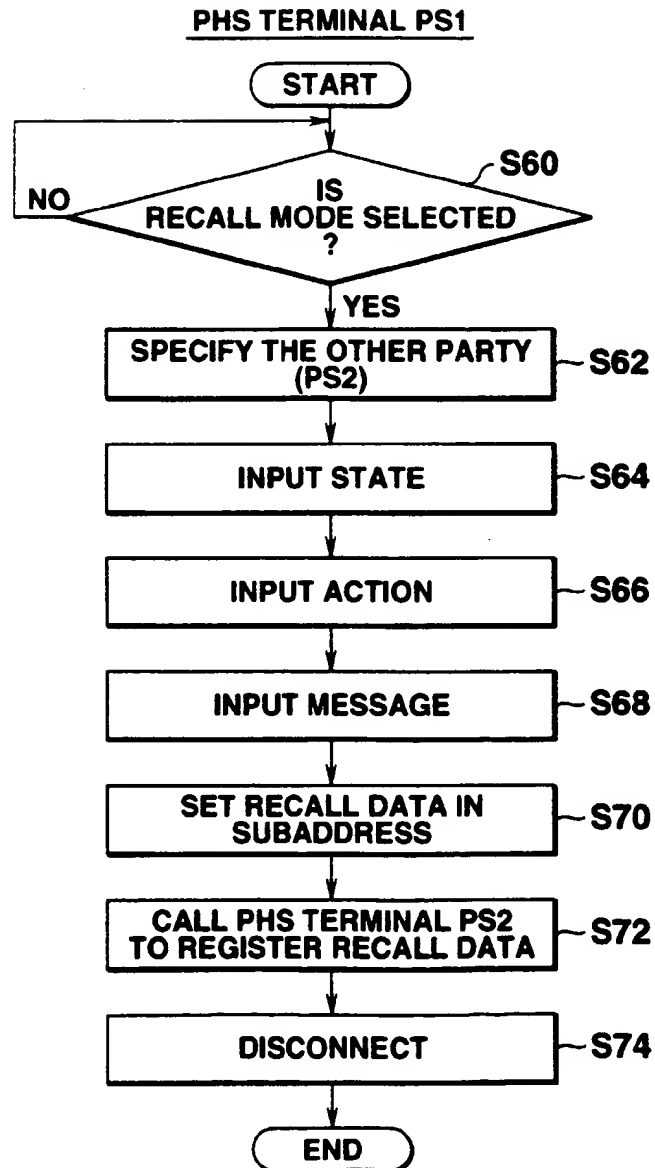 PHS TERMINAL PS1
START
S60
IS
RECALL MODE SELECTED
?
NO
YES
SPECIFY THE OTHER PARTY
(PS2)
S62
INPUT STATE
S64
INPUT ACTION
S66
INPUT MESSAGE
S68
SET RECALL DATA IN
SUBADDRESS
S70
CALL PHS TERMINAL PS2
TO REGISTER RECALL DATA
S72
DISCONNECT
S74
END